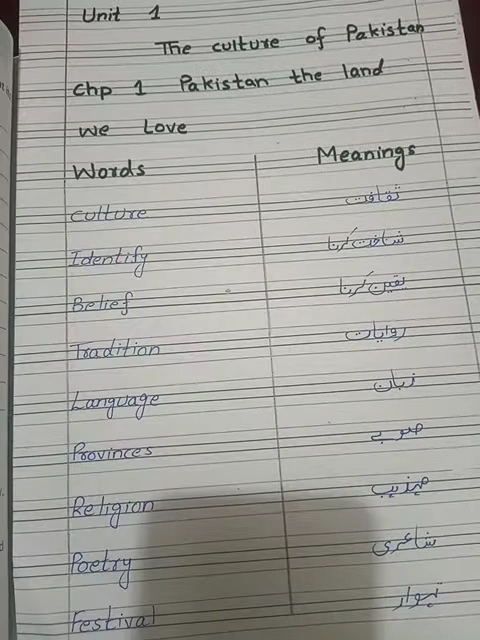 Unit 1
The culture of Pakistan
Chp 1 Pakistan the land
we Love
Words Meanings
Culture ثقافت
Identify شناخت کرنا
Belief یقین کرنا
Tradition روایات
Language زبان
Provinces صوبے
Religion
Poetry شاعری
Festival تہوار